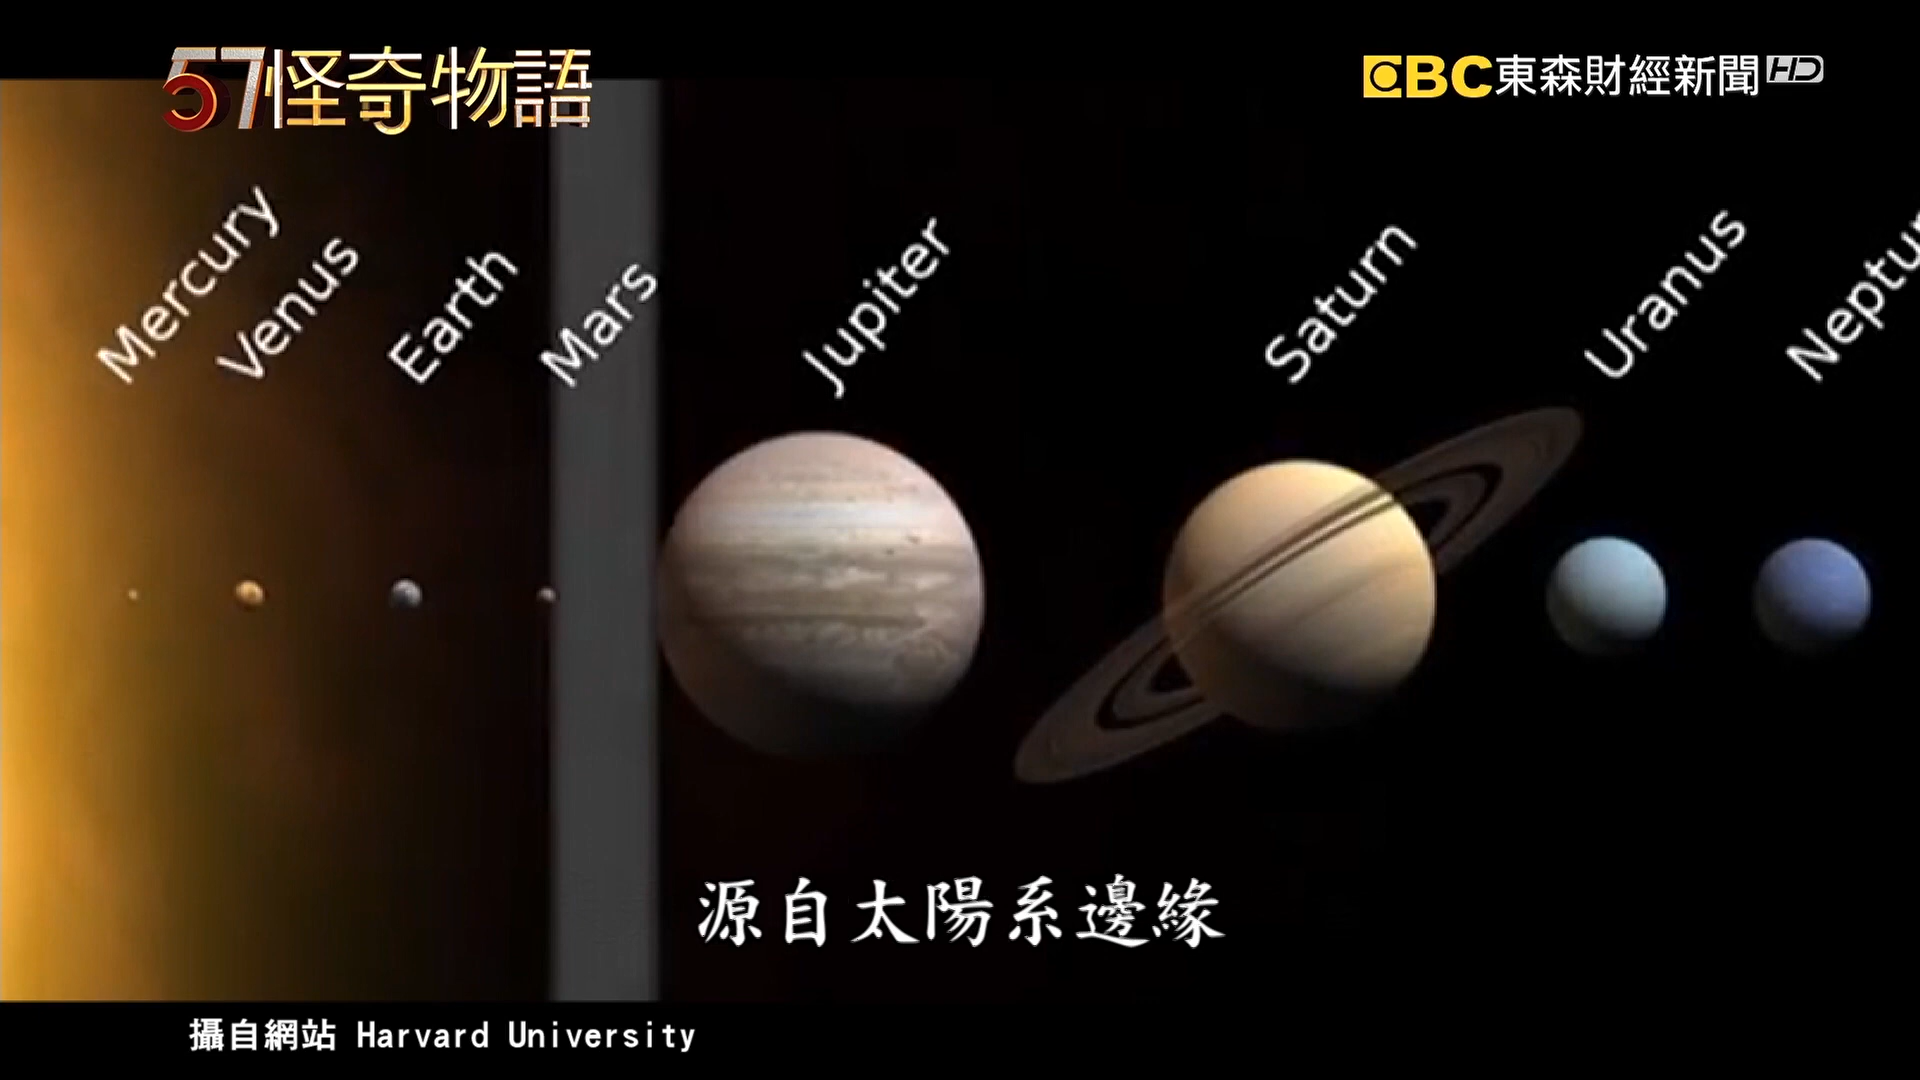 57怪奇物語
EBC東森財經新聞HD
Mercury
Venus
Earth
Mars
Jupiter
Saturn
Uranus
Neptu
源自太陽系邊緣
攝自網站 Harvard University